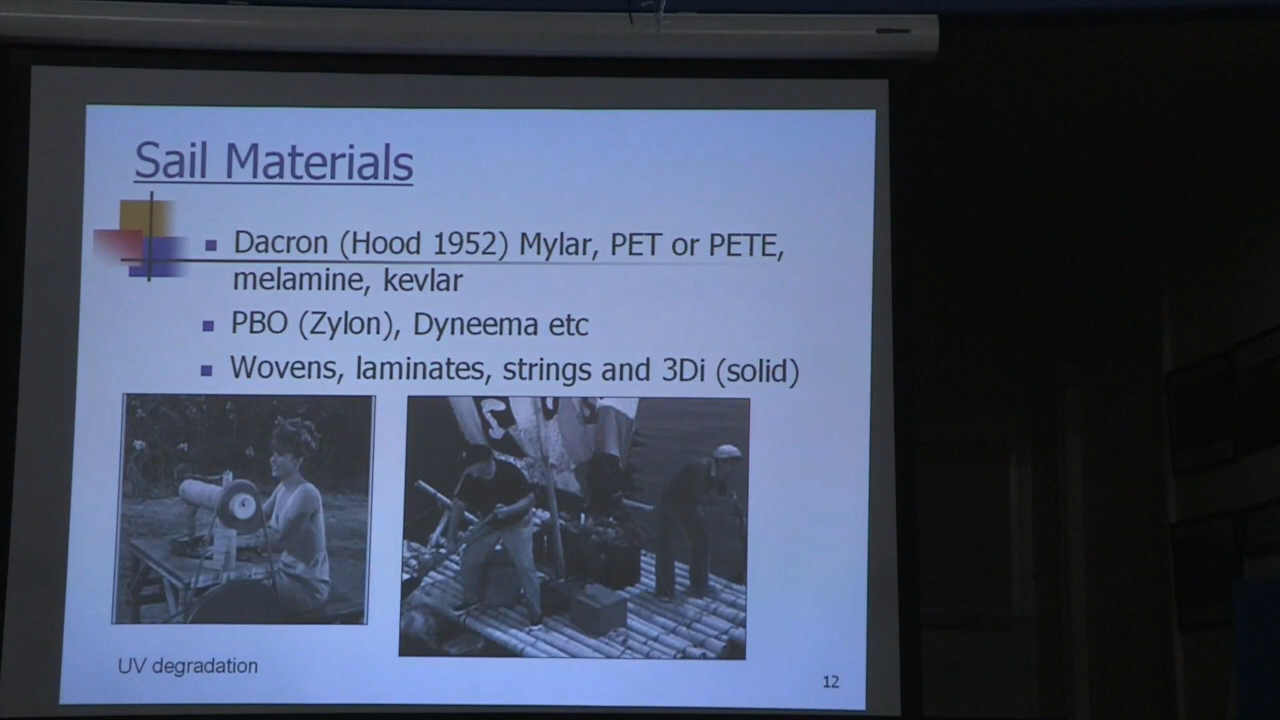 Sail Materials
Dacron (Hood 1952) Mylar, PET or PETE,
melamine, kevlar
PBO (Zylon), Dyneema etc
Wovens, laminates, strings and 3Di (solid)
UV degradation
12